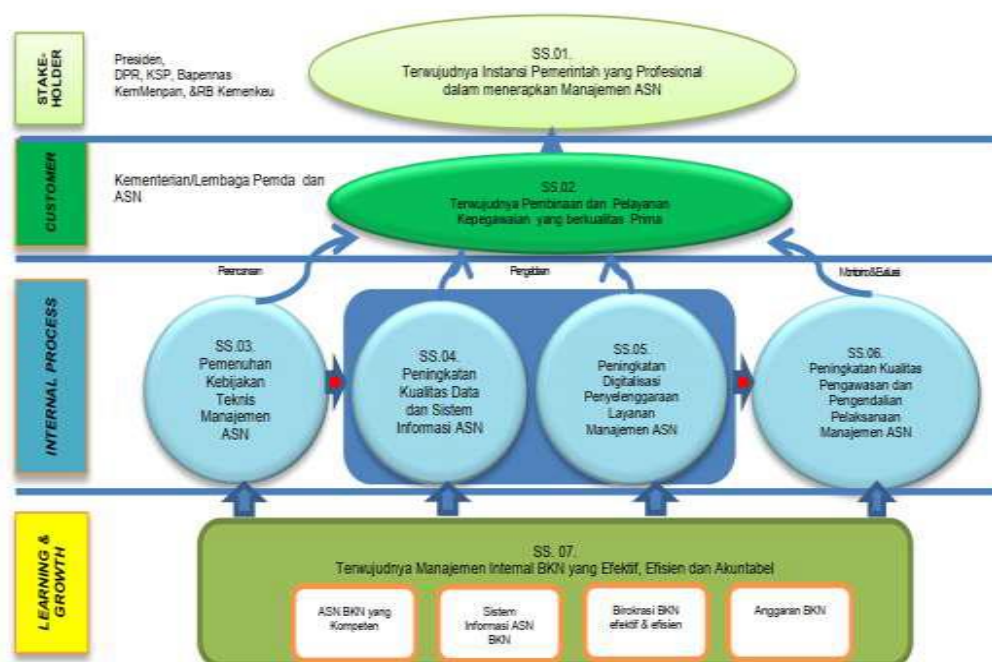 STAKE-
HOLDER
Presiden,
DPR, KSP, Bapennas
KemMenpan, &RB Kemenkeu
SS.01.
Terwujudnya Instansi Pemerintah yang Profesional
dalam menerapkan Manajemen ASN
CUSTOMER
Kementerian/Lembaga Pemda dan
ASN
SS.02.
Terwujudnya Pembinaan dan Pelayanan
Kepegawaian yang berkualitas Prima
INTERNAL PROCESS
SS.03.
Pemenuhan
Kebijakan
Teknis
Manajemen
ASN
SS.04.
Peningkatan
Kualitas Data
dan Sistem
Informasi ASN
SS.05.
Peningkatan
Digitalisasi
Penyelenggaraan
Layanan
Manajemen ASN
SS.06.
Peningkatan Kualitas
Pengawasan dan
Pengendalian
Pelaksanaan
Manajemen ASN
LEARNING &
GROWTH
SS. 07.
Terwujudnya Manajemen Internal BKN yang Efektif, Efisien dan Akuntabel
ASN BKN yang
Kompeten
Sistem
Informasi ASN
BKN
Birokrasi BKN
efektif & efisien
Anggaran BKN